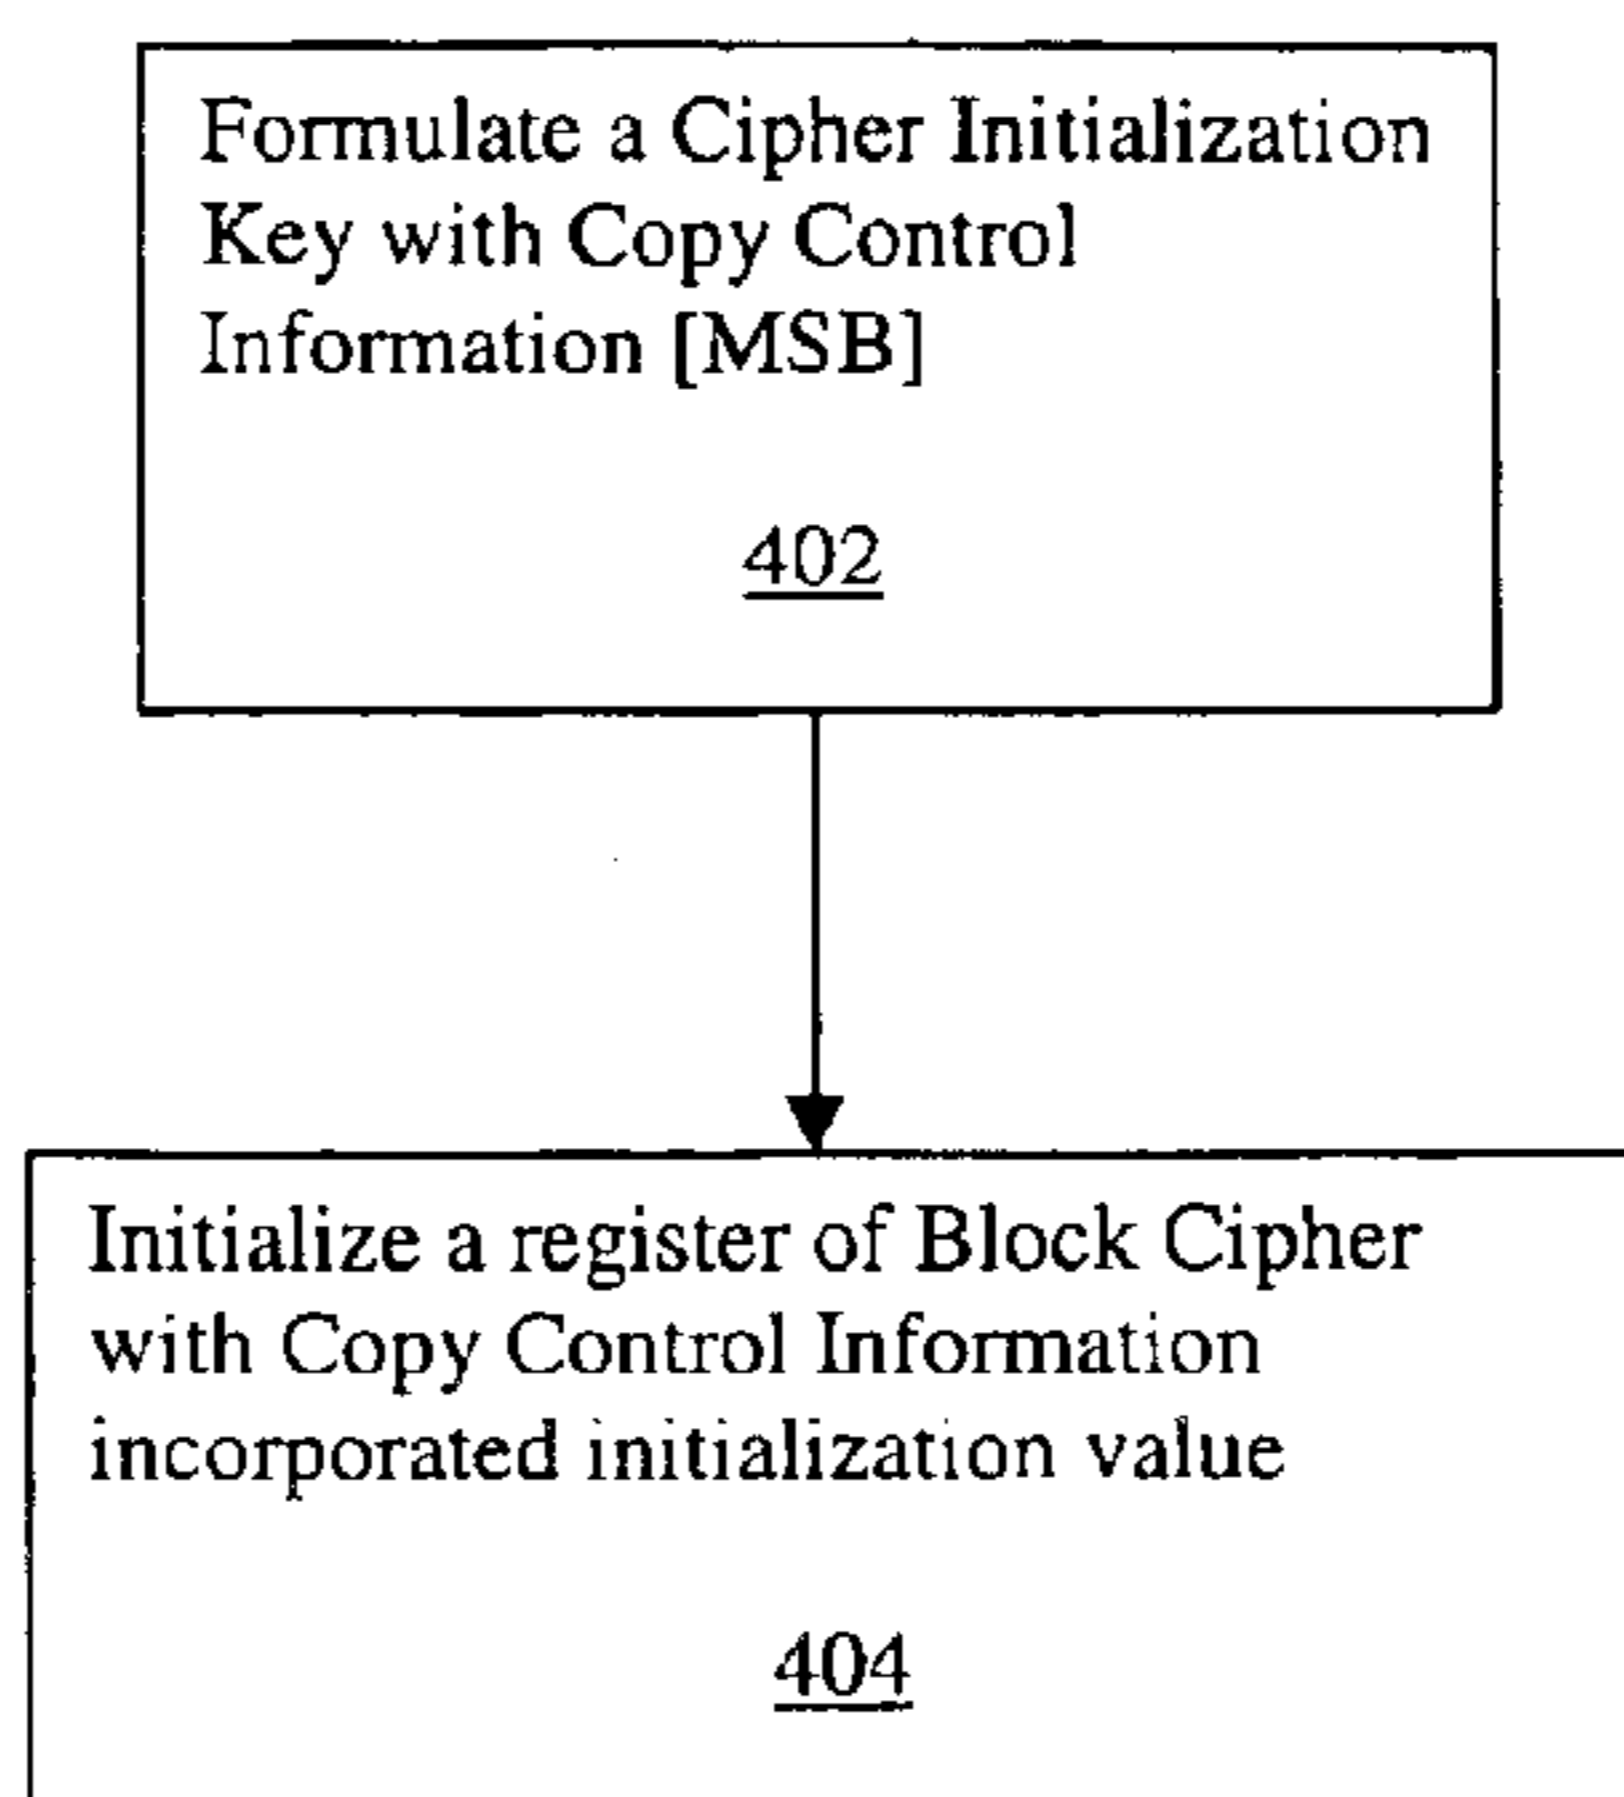 Formulate a Cipher Initialization
Key with Copy Control
Information [MSB]
402
Initialize a register of Block Cipher
with Copy Control Information
incorporated initialization value
404